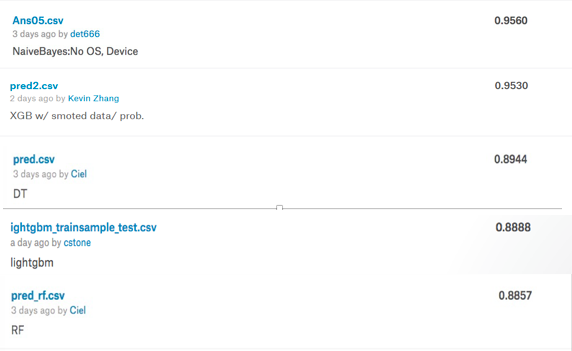 Ans05.csv 0.9560
3 days ago by det666
NaiveBayes:No OS, Device
pred2.csv 0.9530
2 days ago by Kevin Zhang
XGB w/ smoted data/ prob.
pred.csv 0.8944
3 days ago by Ciel
DT
ightgbm_trainsample_test.csv 0.8888
a day ago by cstone
lightgbm
pred_rf.csv 0.8857
3 days ago by Ciel
RF